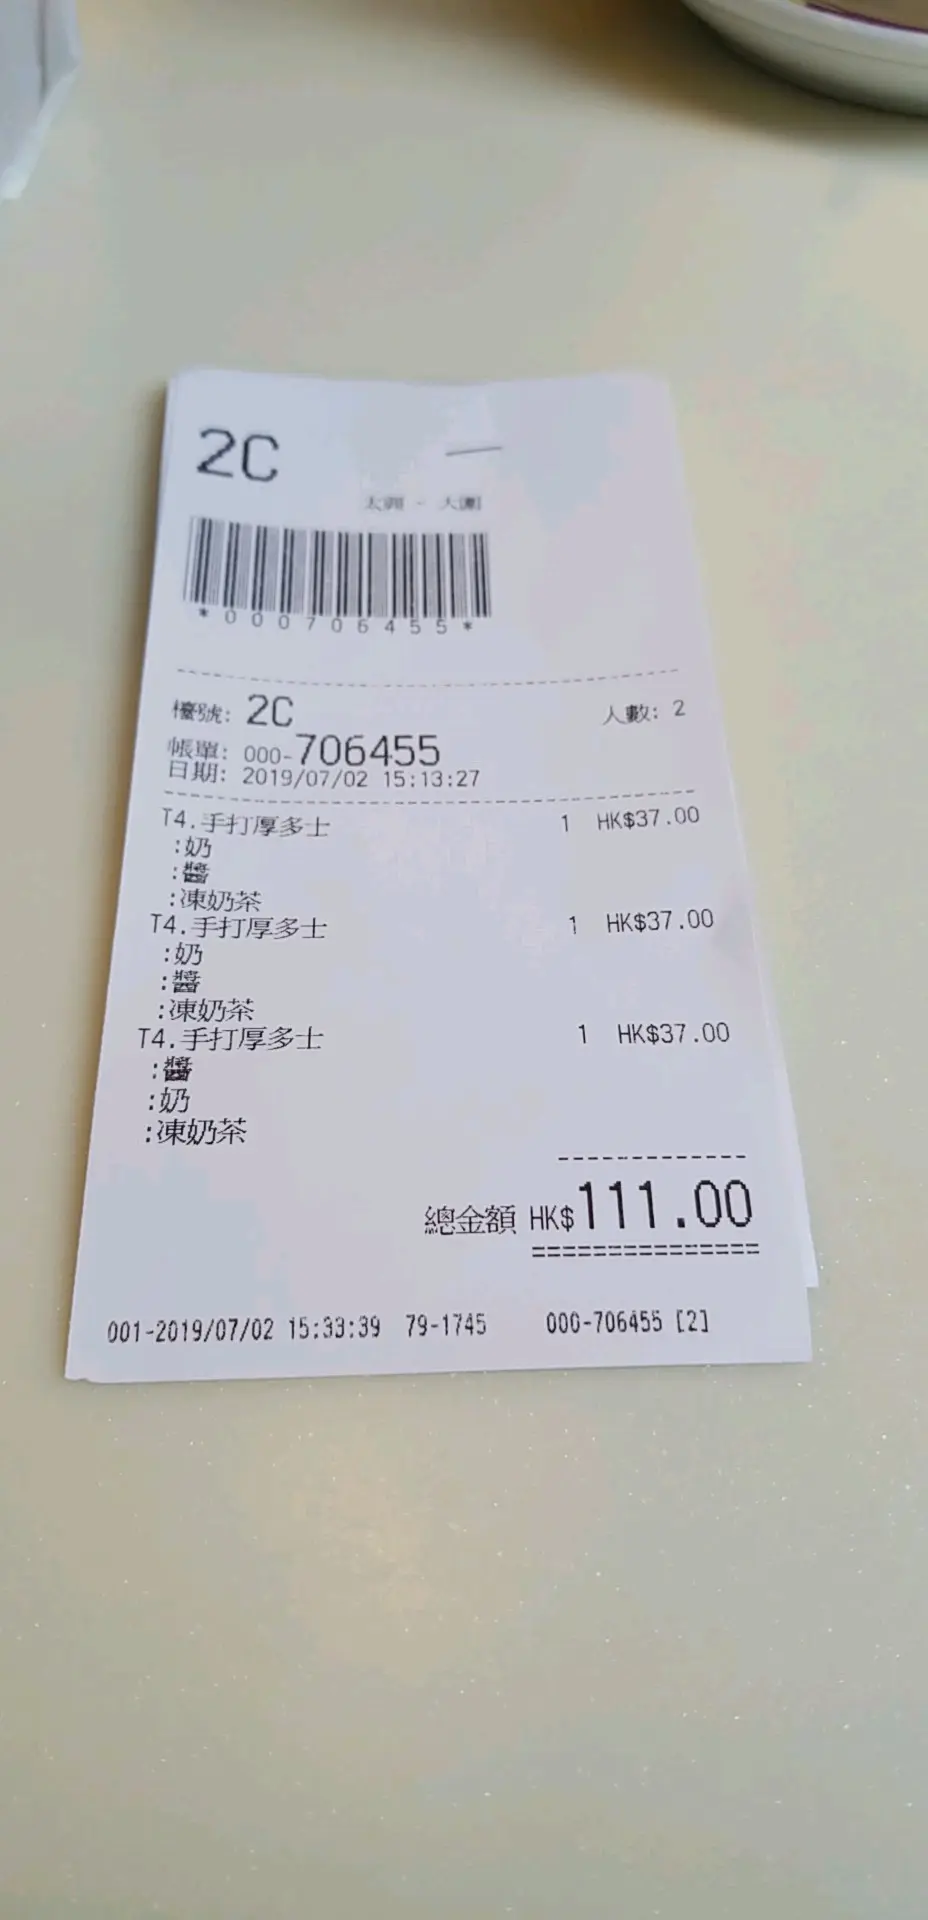 2C
*000706455*
檯號: 2C 人數: 2
帳單: 000-706455
日期: 2019/07/02 15:13:27
T4.手打厚多士 1 HK$37.00
:奶
:醬
:凍奶茶
T4.手打厚多士 1 HK$37.00
:奶
:醬
:凍奶茶
T4.手打厚多士 1 HK$37.00
:醬
:奶
:凍奶茶
總金額 HK$111.00
001-2019/07/02 15:33:39 79-1745 000-706455 [2]